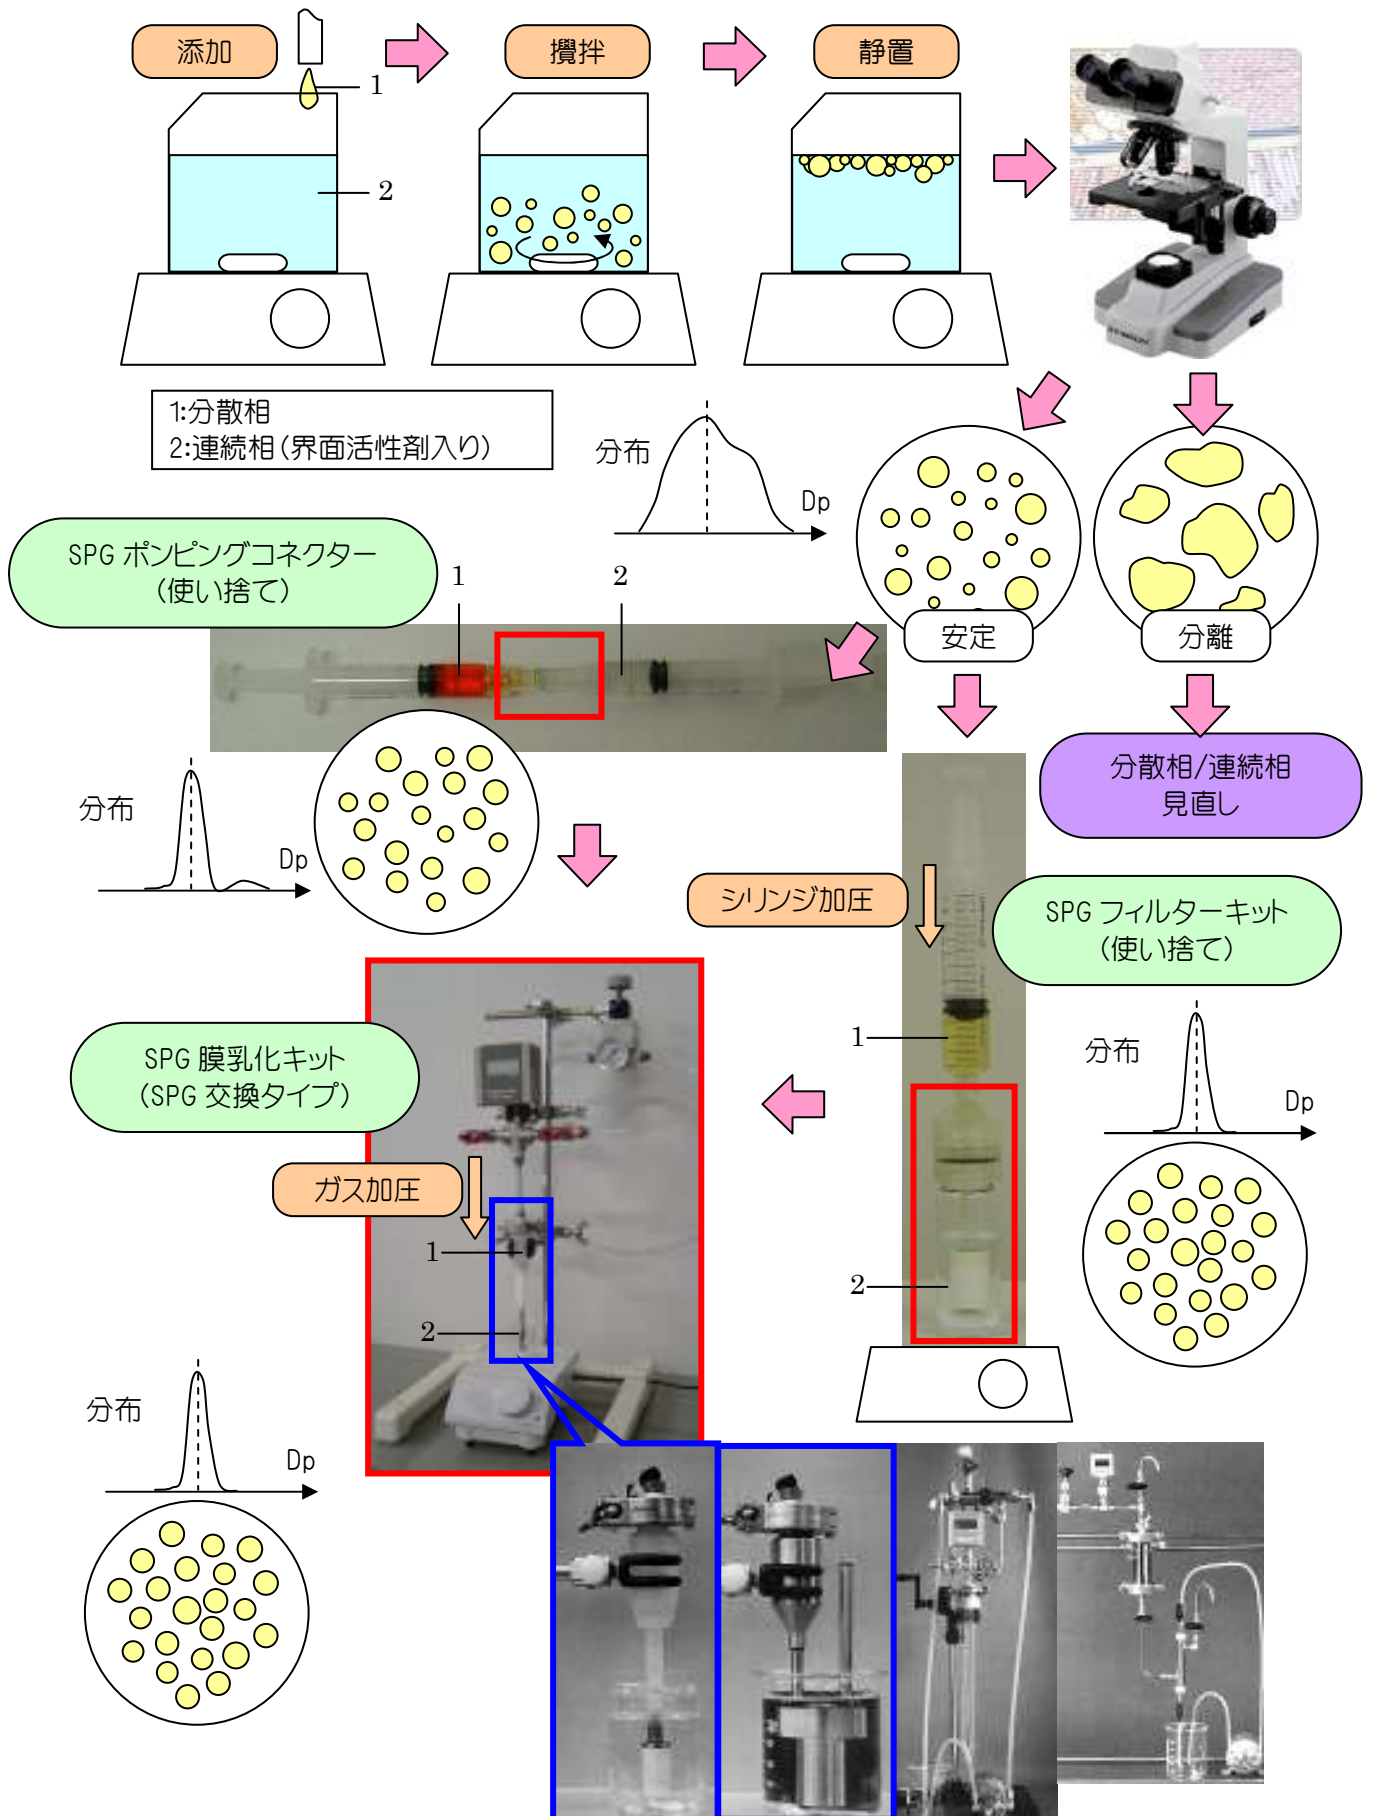 添加
攪拌
静置
1
2
1:分散相
2:連続相(界面活性剤入り)
分布
Dp
安定
分離
SPG ポンピングコネクター
(使い捨て)
1
2
分散相/連続相
見直し
分布
Dp
シリンジ加圧
SPG フィルターキット
(使い捨て)
1
2
分布
Dp
SPG 膜乳化キット
(SPG 交換タイプ)
ガス加圧
1
2
分布
Dp